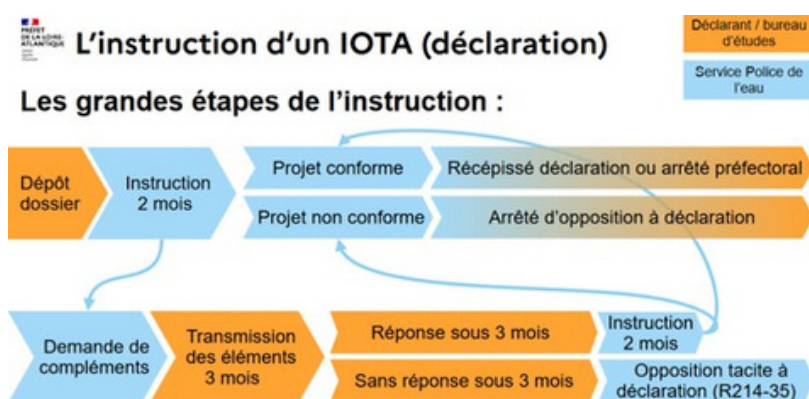 PRÉFET
DE LA LOIRE-
ATLANTIQUE
L'instruction d'un IOTA (déclaration)
Déclarant / bureau
d'études
Service Police de
l'eau
Les grandes étapes de l'instruction :
Dépôt
dossier
Instruction
2 mois
Projet conforme
Récépissé déclaration ou arrêté préfectoral
Projet non conforme
Arrêté d'opposition à déclaration
Demande de
compléments
Transmission
des éléments
3 mois
Réponse sous 3 mois
Instruction
2 mois
Sans réponse sous 3 mois
Opposition tacite à
déclaration (R214-35)